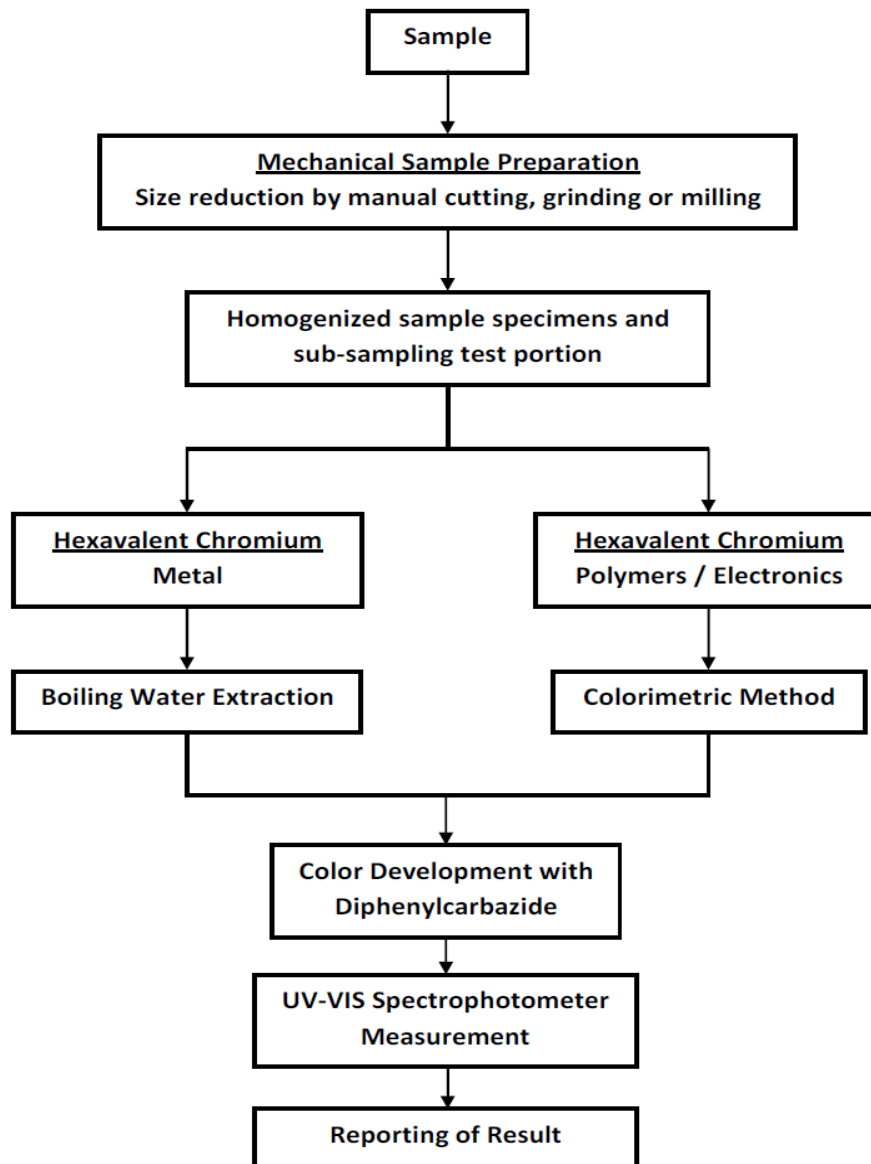 Sample
Mechanical Sample Preparation
Size reduction by manual cutting, grinding or milling
Homogenized sample specimens and
sub-sampling test portion
Hexavalent Chromium
Metal
Hexavalent Chromium
Polymers / Electronics
Boiling Water Extraction
Colorimetric Method
Color Development with
Diphenylcarbazide
UV-VIS Spectrophotometer
Measurement
Reporting of Result